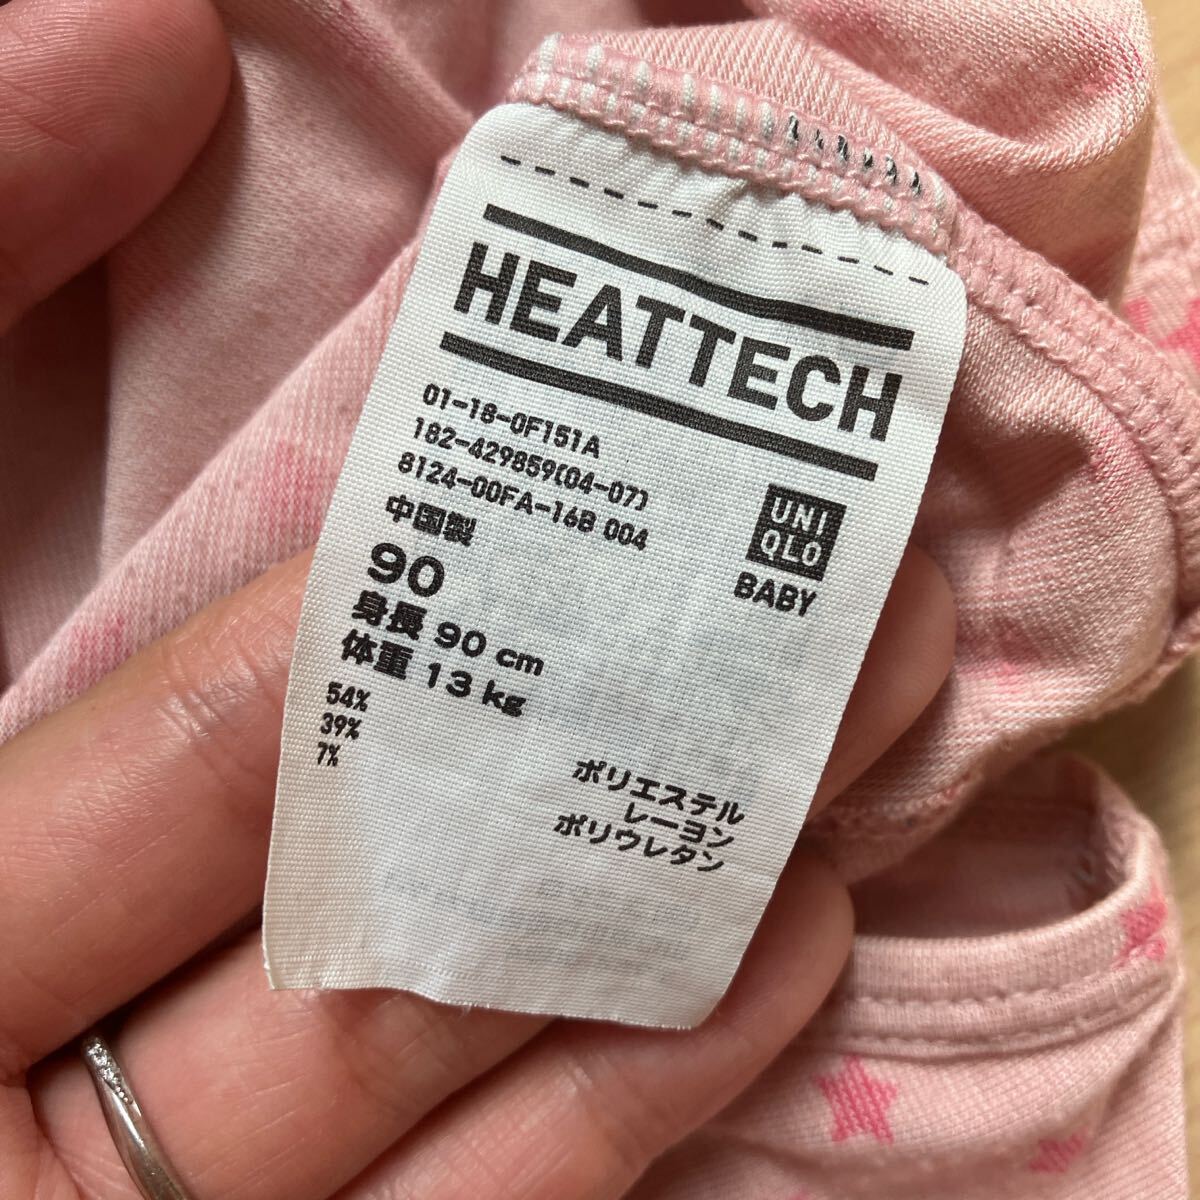 HEATTECH
01-18-0F151A
182-429859(04-07)
8124-00FA-16B 004
UNI
QLO
BABY
中国製
90
身長 90 cm
体重 13 kg
54%
39%
7%
ポリエステル
レーヨン
ポリウレタン